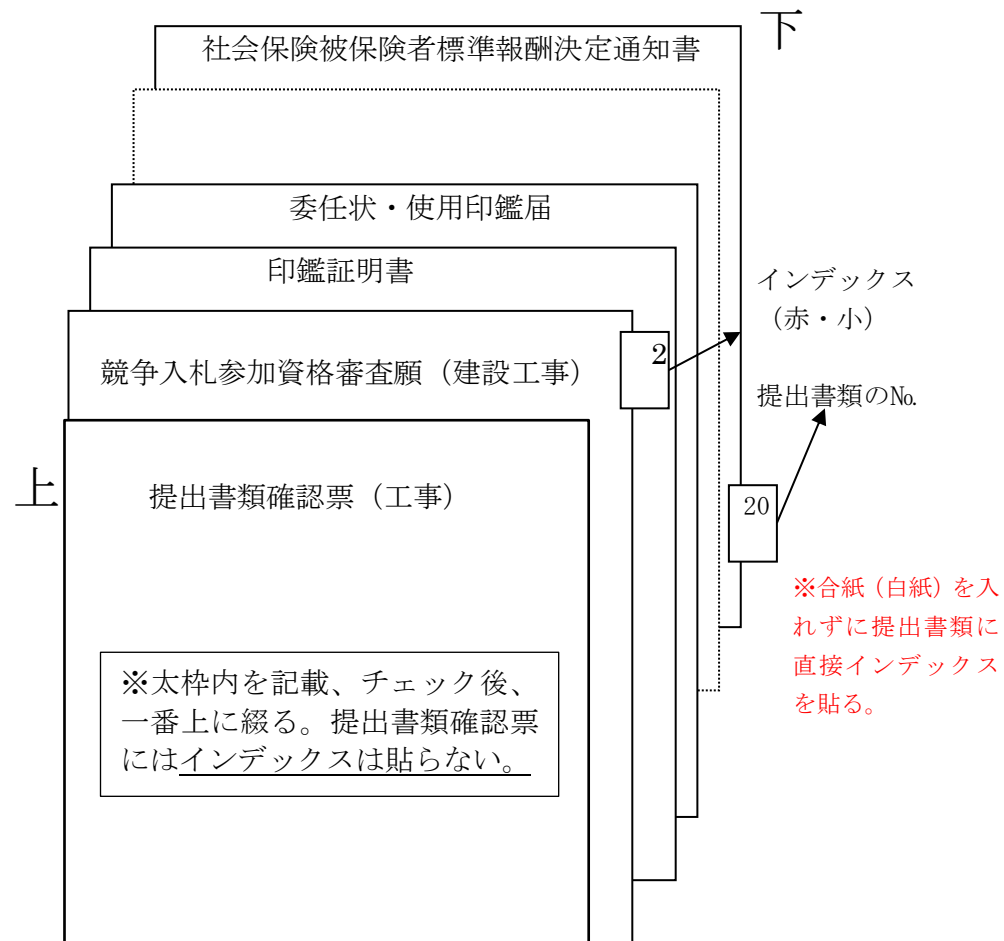 下
社会保険被保険者標準報酬決定通知書
委任状・使用印鑑届
印鑑証明書
インデックス
（赤・小）
2
競争入札参加資格審査願（建設工事）
提出書類の№.
上
提出書類確認票（工事）
20
※合紙（白紙）を入
れずに提出書類に
直接インデックス
を貼る。
※太枠内を記載、チェック後、
一番上に綴る。提出書類確認票
にはインデックスは貼らない。